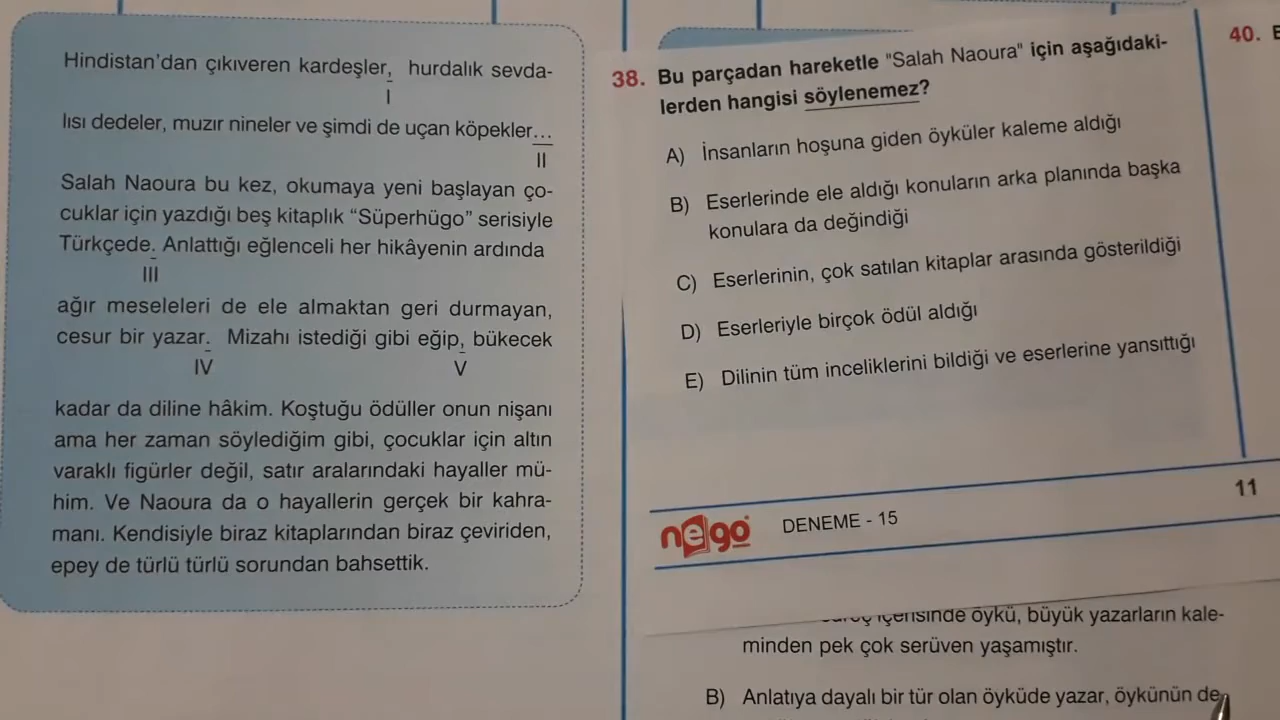 Hindistan'dan çıkıveren kardeşler, hurdalık sevda-
I
lısı dedeler, muzır nineler ve şimdi de uçan köpekler...
II
Salah Naoura bu kez, okumaya yeni başlayan ço-
cuklar için yazdığı beş kitaplık “Süperhügo” serisiyle
Türkçede. Anlattığı eğlenceli her hikâyenin ardında
III
ağır meseleleri de ele almaktan geri durmayan,
cesur bir yazar. Mizahı istediği gibi eğip, bükecek
IV V
kadar da diline hâkim. Koştuğu ödüller onun nişanı
ama her zaman söylediğim gibi, çocuklar için altın
varaklı figürler değil, satır aralarındaki hayaller mü-
him. Ve Naoura da o hayallerin gerçek bir kahra-
manı. Kendisiyle biraz kitaplarından biraz çeviriden,
epey de türlü türlü sorundan bahsettik.
38. Bu parçadan hareketle "Salah Naoura" için aşağıdaki-
lerden hangisi söylenemez?
A) İnsanların hoşuna giden öyküler kaleme aldığı
B) Eserlerinde ele aldığı konuların arka planında başka
konulara da değindiği
C) Eserlerinin, çok satılan kitaplar arasında gösterildiği
D) Eserleriyle birçok ödül aldığı
E) Dilinin tüm inceliklerini bildiği ve eserlerine yansıttığı
40.
11
nego DENEME - 15
içerisinde öykü, büyük yazarların kale-
minden pek çok serüven yaşamıştır.
B) Anlatıya dayalı bir tür olan öyküde yazar, öykünün de